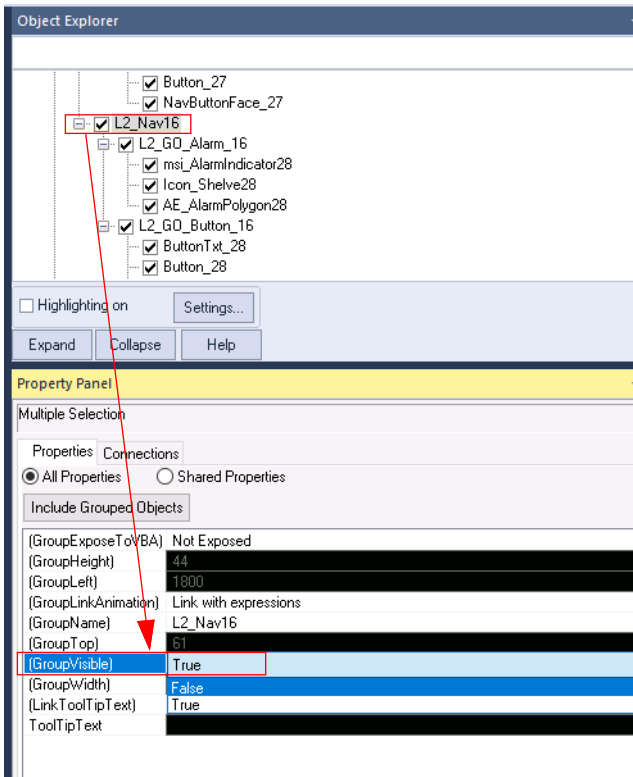 Object Explorer
Button_27
NavButtonFace_27
L2_Nav16
L2_GO_Alarm_16
msi_AlarmIndicator28
Icon_Shelve28
AE_AlarmPolygon28
L2_GO_Button_16
ButtonTxt_28
Button_28
Highlighting on Settings...
Expand Collapse Help
Property Panel
Multiple Selection
Properties Connections
All Properties Shared Properties
Include Grouped Objects
(GroupExposeToVBA) Not Exposed
(GroupHeight) 44
(GroupLeft) 1800
(GroupLinkAnimation) Link with expressions
(GroupName) L2_Nav16
(GroupTop) 61
(GroupVisible) True
(GroupWidth) False
(LinkToolTipText) True
ToolTipText